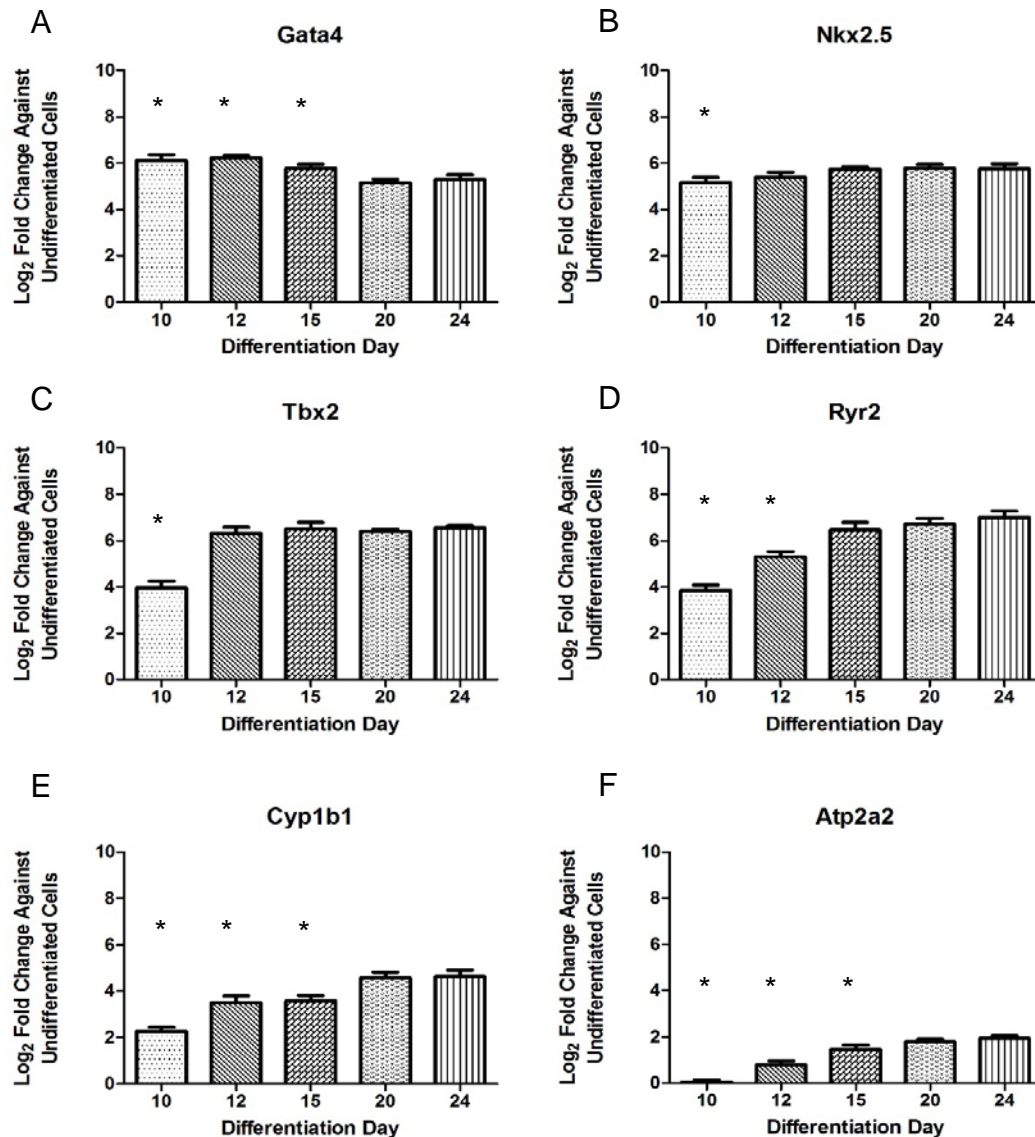 A
Gata4
Log₂ Fold Change Against
Undifferentiated Cells
10
8
6
4
2
0
* * *
10 12 15 20 24
Differentiation Day
B
Nkx2.5
Log₂ Fold Change Against
Undifferentiated Cells
10
8
6
4
2
0
*
10 12 15 20 24
Differentiation Day
C
Tbx2
Log₂ Fold Change Against
Undifferentiated Cells
10
8
6
4
2
0
*
10 12 15 20 24
Differentiation Day
D
Ryr2
Log₂ Fold Change Against
Undifferentiated Cells
10
8
6
4
2
0
* *
10 12 15 20 24
Differentiation Day
E
Cyp1b1
Log₂ Fold Change Against
Undifferentiated Cells
10
8
6
4
2
0
* * *
10 12 15 20 24
Differentiation Day
F
Atp2a2
Log₂ Fold Change Against
Undifferentiated Cells
10
8
6
4
2
0
* * *
10 12 15 20 24
Differentiation Day